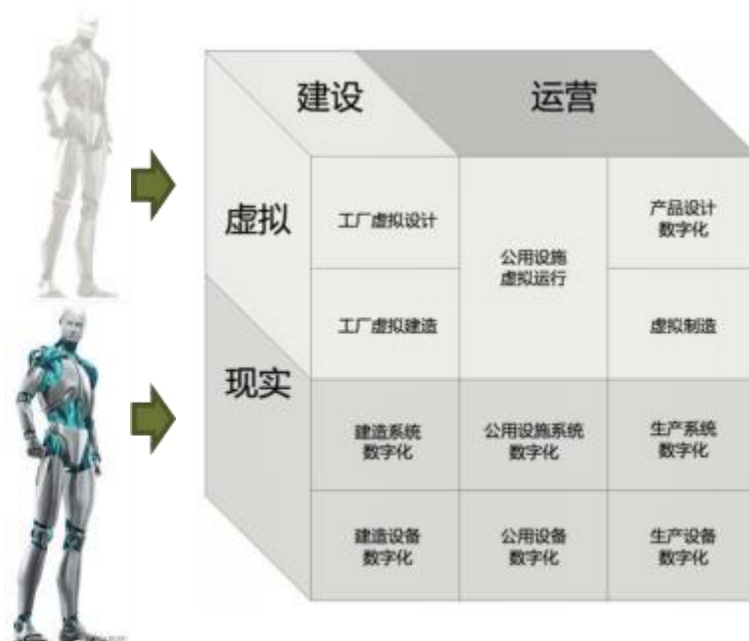 建设
运营
虚拟
工厂虚拟设计
公用设施
虚拟运行
产品设计
数字化
工厂虚拟建造
虚拟制造
现实
建造系统
数字化
公用设施系统
数字化
生产系统
数字化
建造设备
数字化
公用设备
数字化
生产设备
数字化